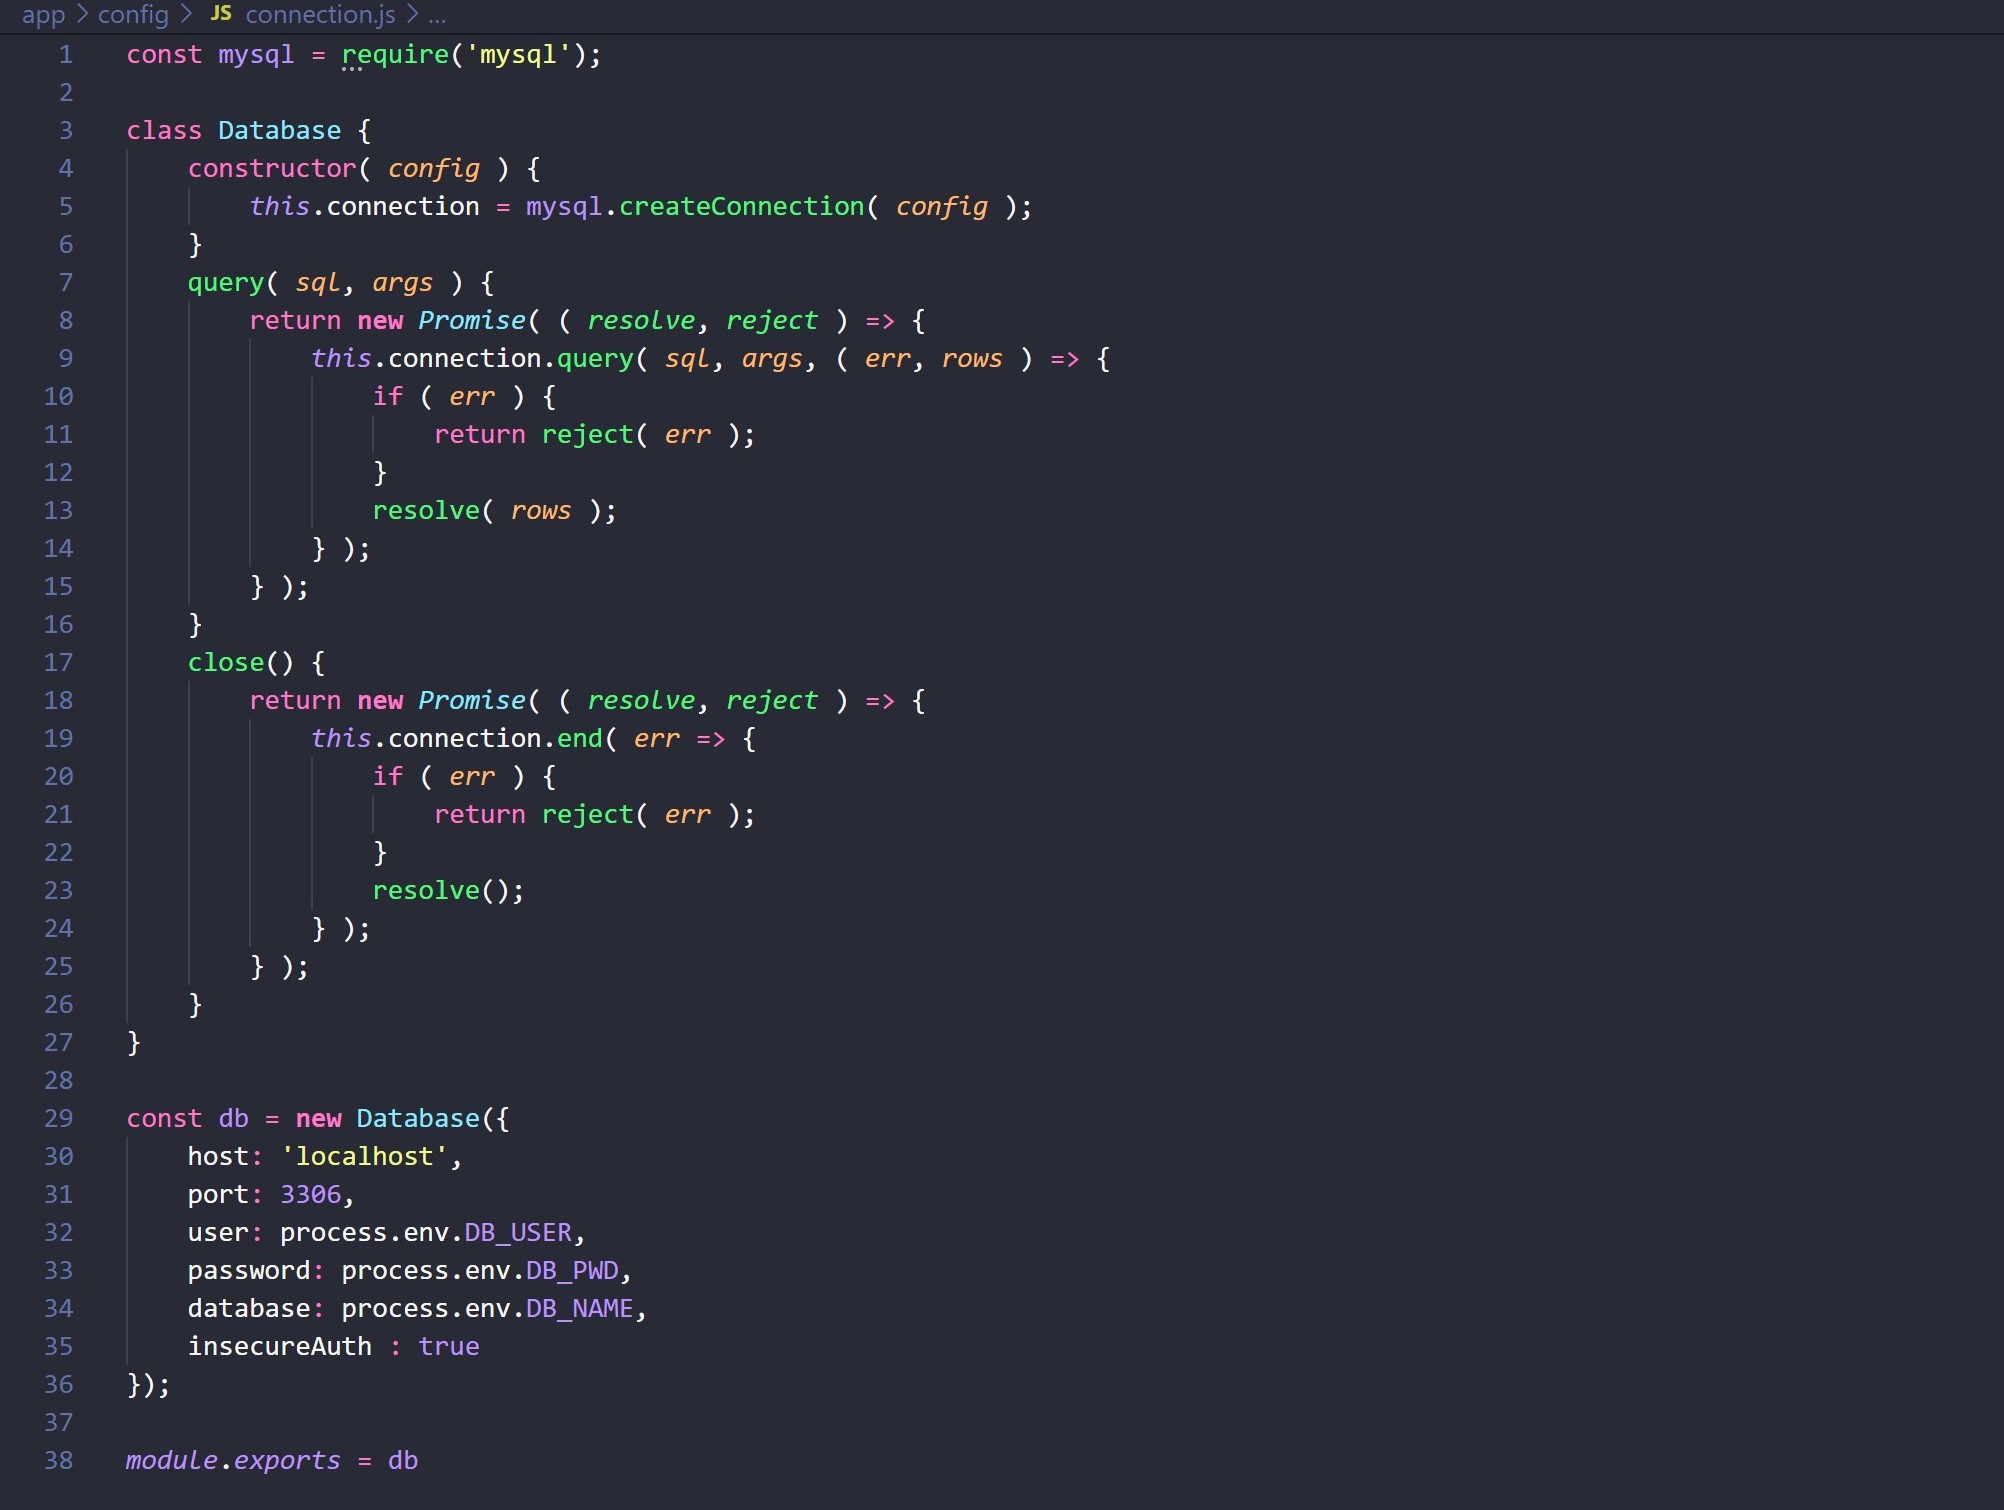 app > config > JS connection.js > ...
1 const mysql = require('mysql');
2
3 class Database {
4     constructor( config ) {
5         this.connection = mysql.createConnection( config );
6     }
7     query( sql, args ) {
8         return new Promise( ( resolve, reject ) => {
9             this.connection.query( sql, args, ( err, rows ) => {
10                 if ( err ) {
11                     return reject( err );
12                 }
13                 resolve( rows );
14             } );
15         } );
16     }
17     close() {
18         return new Promise( ( resolve, reject ) => {
19             this.connection.end( err => {
20                 if ( err ) {
21                     return reject( err );
22                 }
23                 resolve();
24             } );
25         } );
26     }
27 }
28
29 const db = new Database({
30     host: 'localhost',
31     port: 3306,
32     user: process.env.DB_USER,
33     password: process.env.DB_PWD,
34     database: process.env.DB_NAME,
35     insecureAuth : true
36 });
37
38 module.exports = db